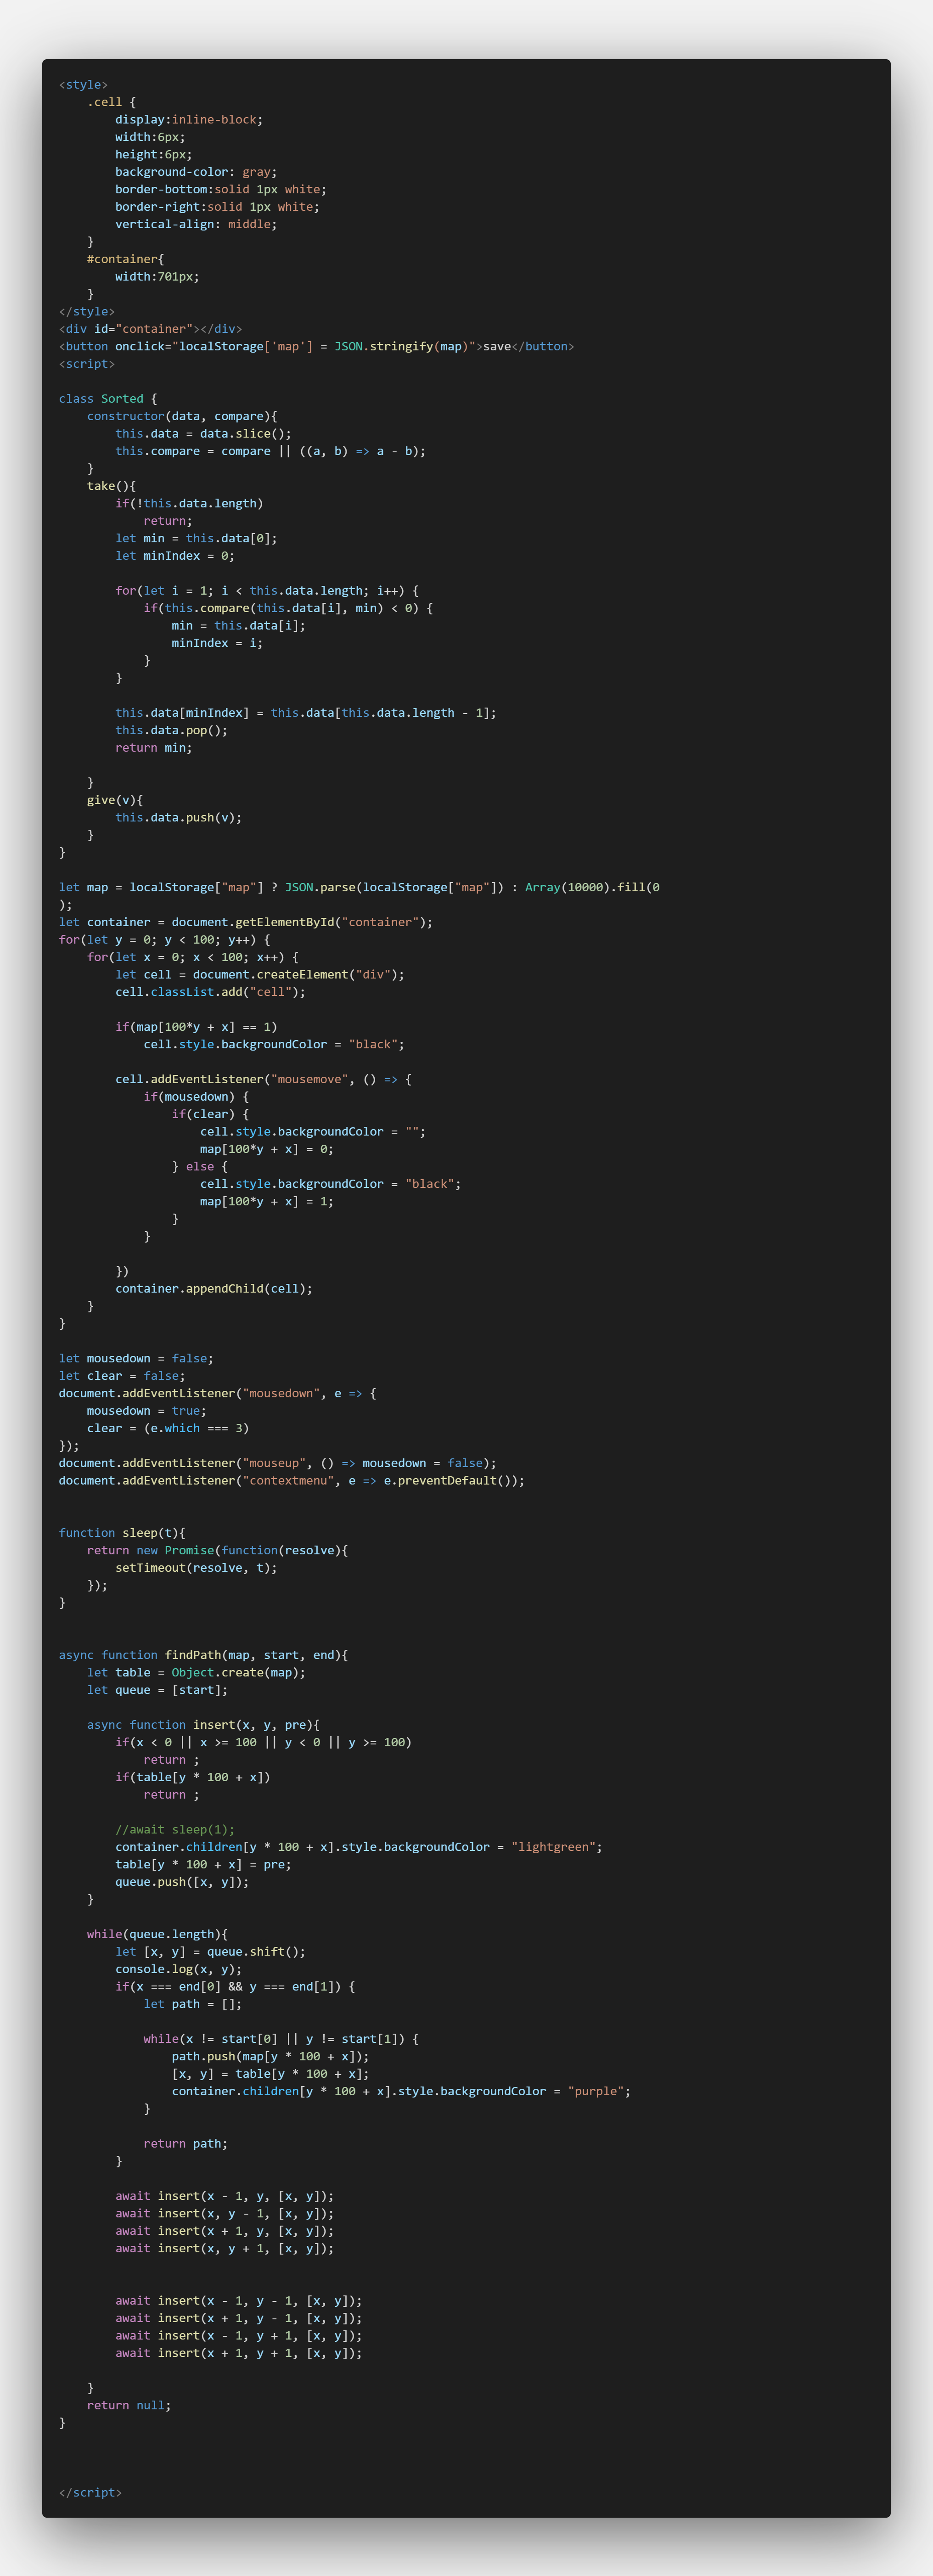 <style>
    .cell {
        display:inline-block;
        width:6px;
        height:6px;
        background-color: gray;
        border-bottom:solid 1px white;
        border-right:solid 1px white;
        vertical-align: middle;
    }
    #container{
        width:701px;
    }
</style>
<div id="container"></div>
<button onclick="localStorage['map'] = JSON.stringify(map)">save</button>
<script>

class Sorted {
    constructor(data, compare){
        this.data = data.slice();
        this.compare = compare || ((a, b) => a - b);
    }
    take(){
        if(!this.data.length)
            return;
        let min = this.data[0];
        let minIndex = 0;

        for(let i = 1; i < this.data.length; i++) {
            if(this.compare(this.data[i], min) < 0) {
                min = this.data[i];
                minIndex = i;
            }
        }

        this.data[minIndex] = this.data[this.data.length - 1];
        this.data.pop();
        return min;

    }
    give(v){
        this.data.push(v);
    }
}

let map = localStorage["map"] ? JSON.parse(localStorage["map"]) : Array(10000).fill(0
);
let container = document.getElementById("container");
for(let y = 0; y < 100; y++) {
    for(let x = 0; x < 100; x++) {
        let cell = document.createElement("div");
        cell.classList.add("cell");

        if(map[100*y + x] == 1)
            cell.style.backgroundColor = "black";

        cell.addEventListener("mousemove", () => {
            if(mousedown) {
                if(clear) {
                    cell.style.backgroundColor = "";
                    map[100*y + x] = 0;
                } else {
                    cell.style.backgroundColor = "black";
                    map[100*y + x] = 1;
                }
            }

        })
        container.appendChild(cell);
    }
}

let mousedown = false;
let clear = false;
document.addEventListener("mousedown", e => {
    mousedown = true;
    clear = (e.which === 3)
});
document.addEventListener("mouseup", () => mousedown = false);
document.addEventListener("contextmenu", e => e.preventDefault());


function sleep(t){
    return new Promise(function(resolve){
        setTimeout(resolve, t);
    });
}


async function findPath(map, start, end){
    let table = Object.create(map);
    let queue = [start];

    async function insert(x, y, pre){
        if(x < 0 || x >= 100 || y < 0 || y >= 100)
            return ;
        if(table[y * 100 + x])
            return ;

        //await sleep(1);
        container.children[y * 100 + x].style.backgroundColor = "lightgreen";
        table[y * 100 + x] = pre;
        queue.push([x, y]);
    }

    while(queue.length){
        let [x, y] = queue.shift();
        console.log(x, y);
        if(x === end[0] && y === end[1]) {
            let path = [];

            while(x != start[0] || y != start[1]) {
                path.push(map[y * 100 + x]);
                [x, y] = table[y * 100 + x];
                container.children[y * 100 + x].style.backgroundColor = "purple";
            }

            return path;
        }

        await insert(x - 1, y, [x, y]);
        await insert(x, y - 1, [x, y]);
        await insert(x + 1, y, [x, y]);
        await insert(x, y + 1, [x, y]);


        await insert(x - 1, y - 1, [x, y]);
        await insert(x + 1, y - 1, [x, y]);
        await insert(x - 1, y + 1, [x, y]);
        await insert(x + 1, y + 1, [x, y]);

    }
    return null;
}



</script>